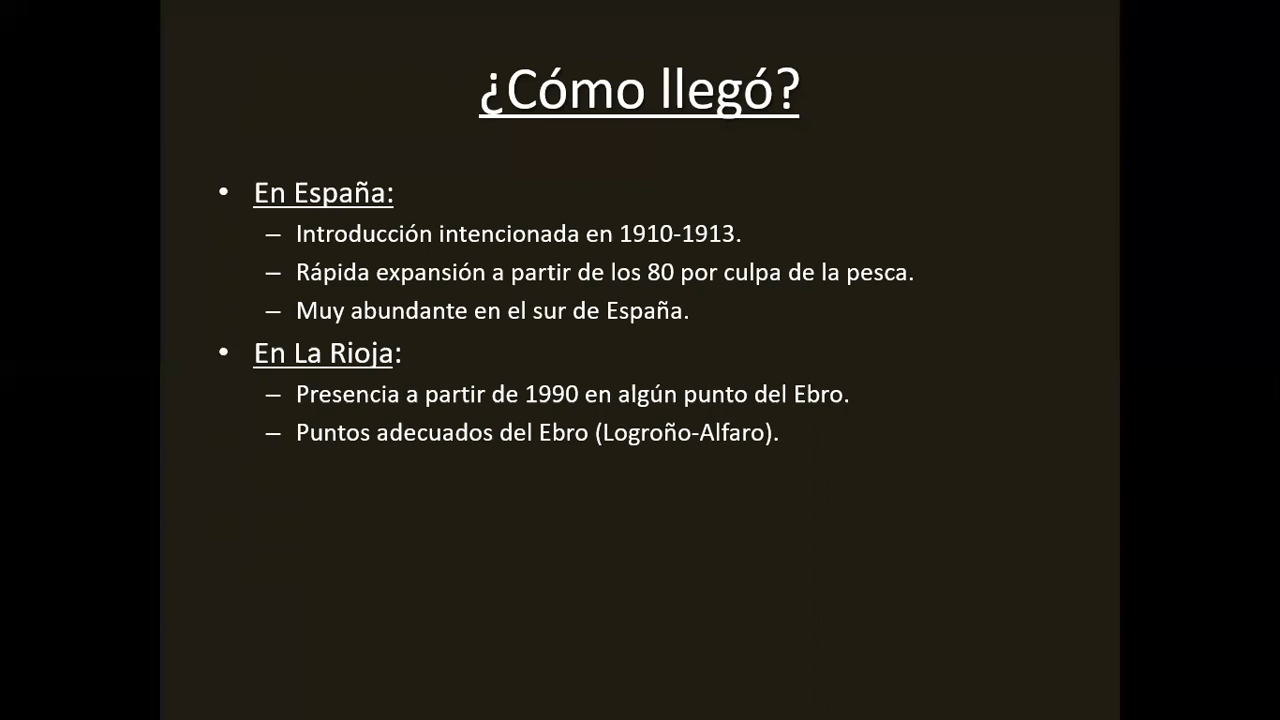 ¿Cómo llegó?
• En España:
– Introducción intencionada en 1910-1913.
– Rápida expansión a partir de los 80 por culpa de la pesca.
– Muy abundante en el sur de España.
• En La Rioja:
– Presencia a partir de 1990 en algún punto del Ebro.
– Puntos adecuados del Ebro (Logroño-Alfaro).